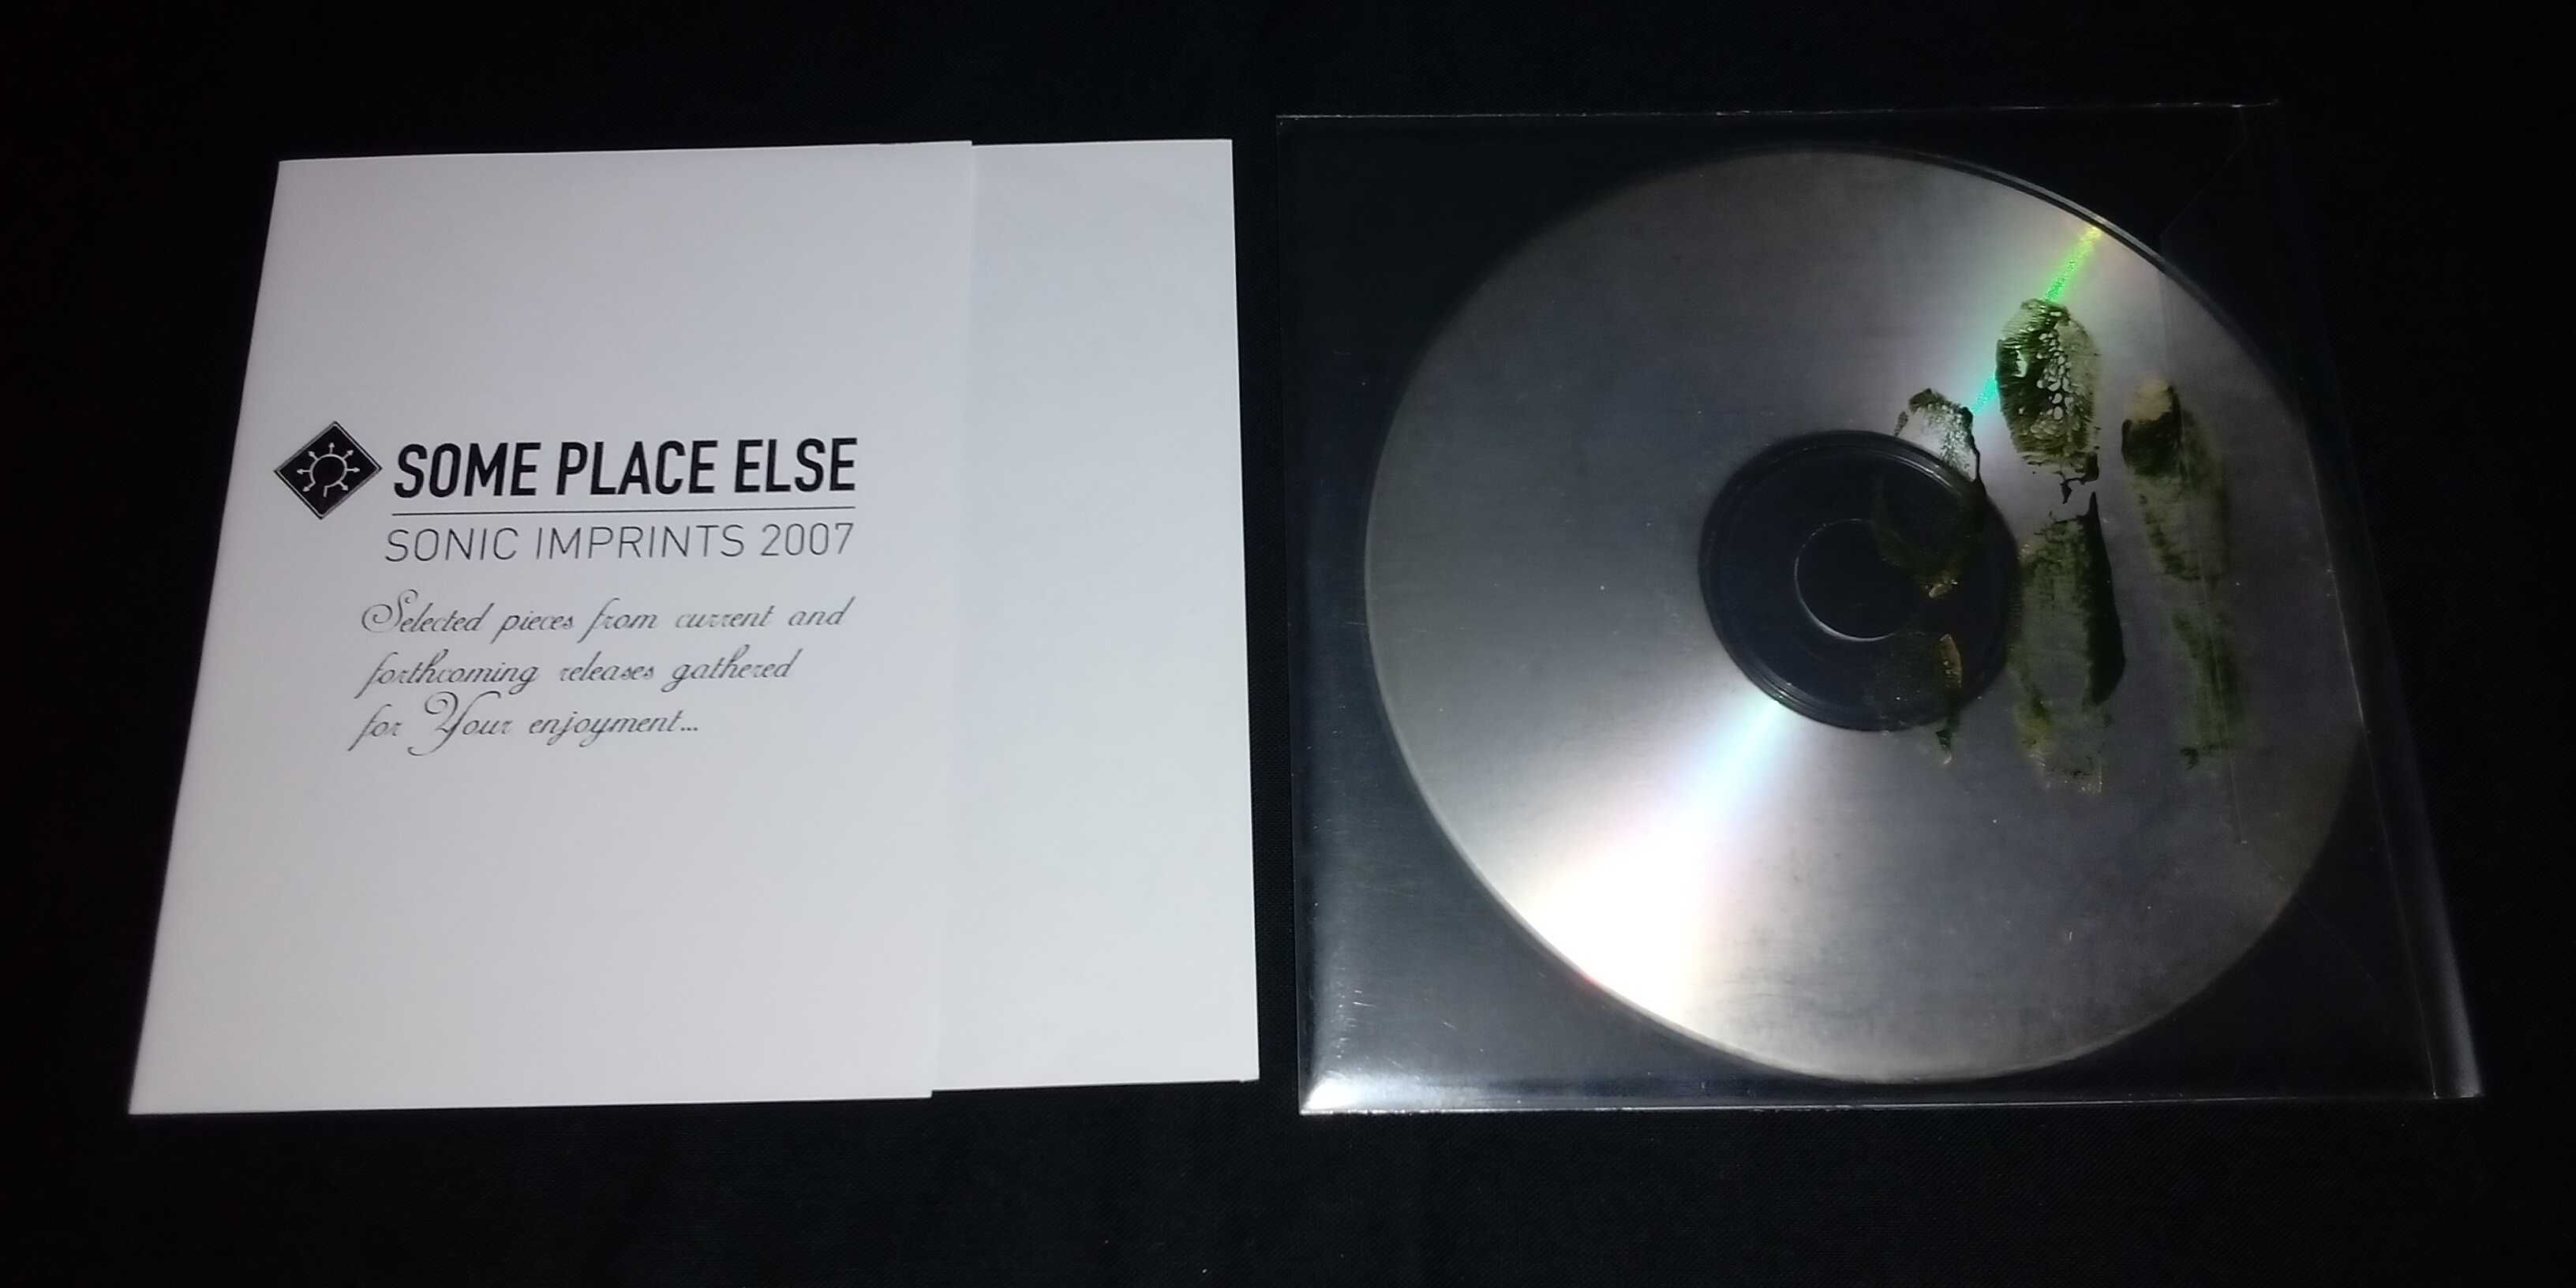 SOME PLACE ELSE
SONIC IMPRINTS 2007
Selected pieces from current and
forthcoming releases gathered
for Your enjoyment...